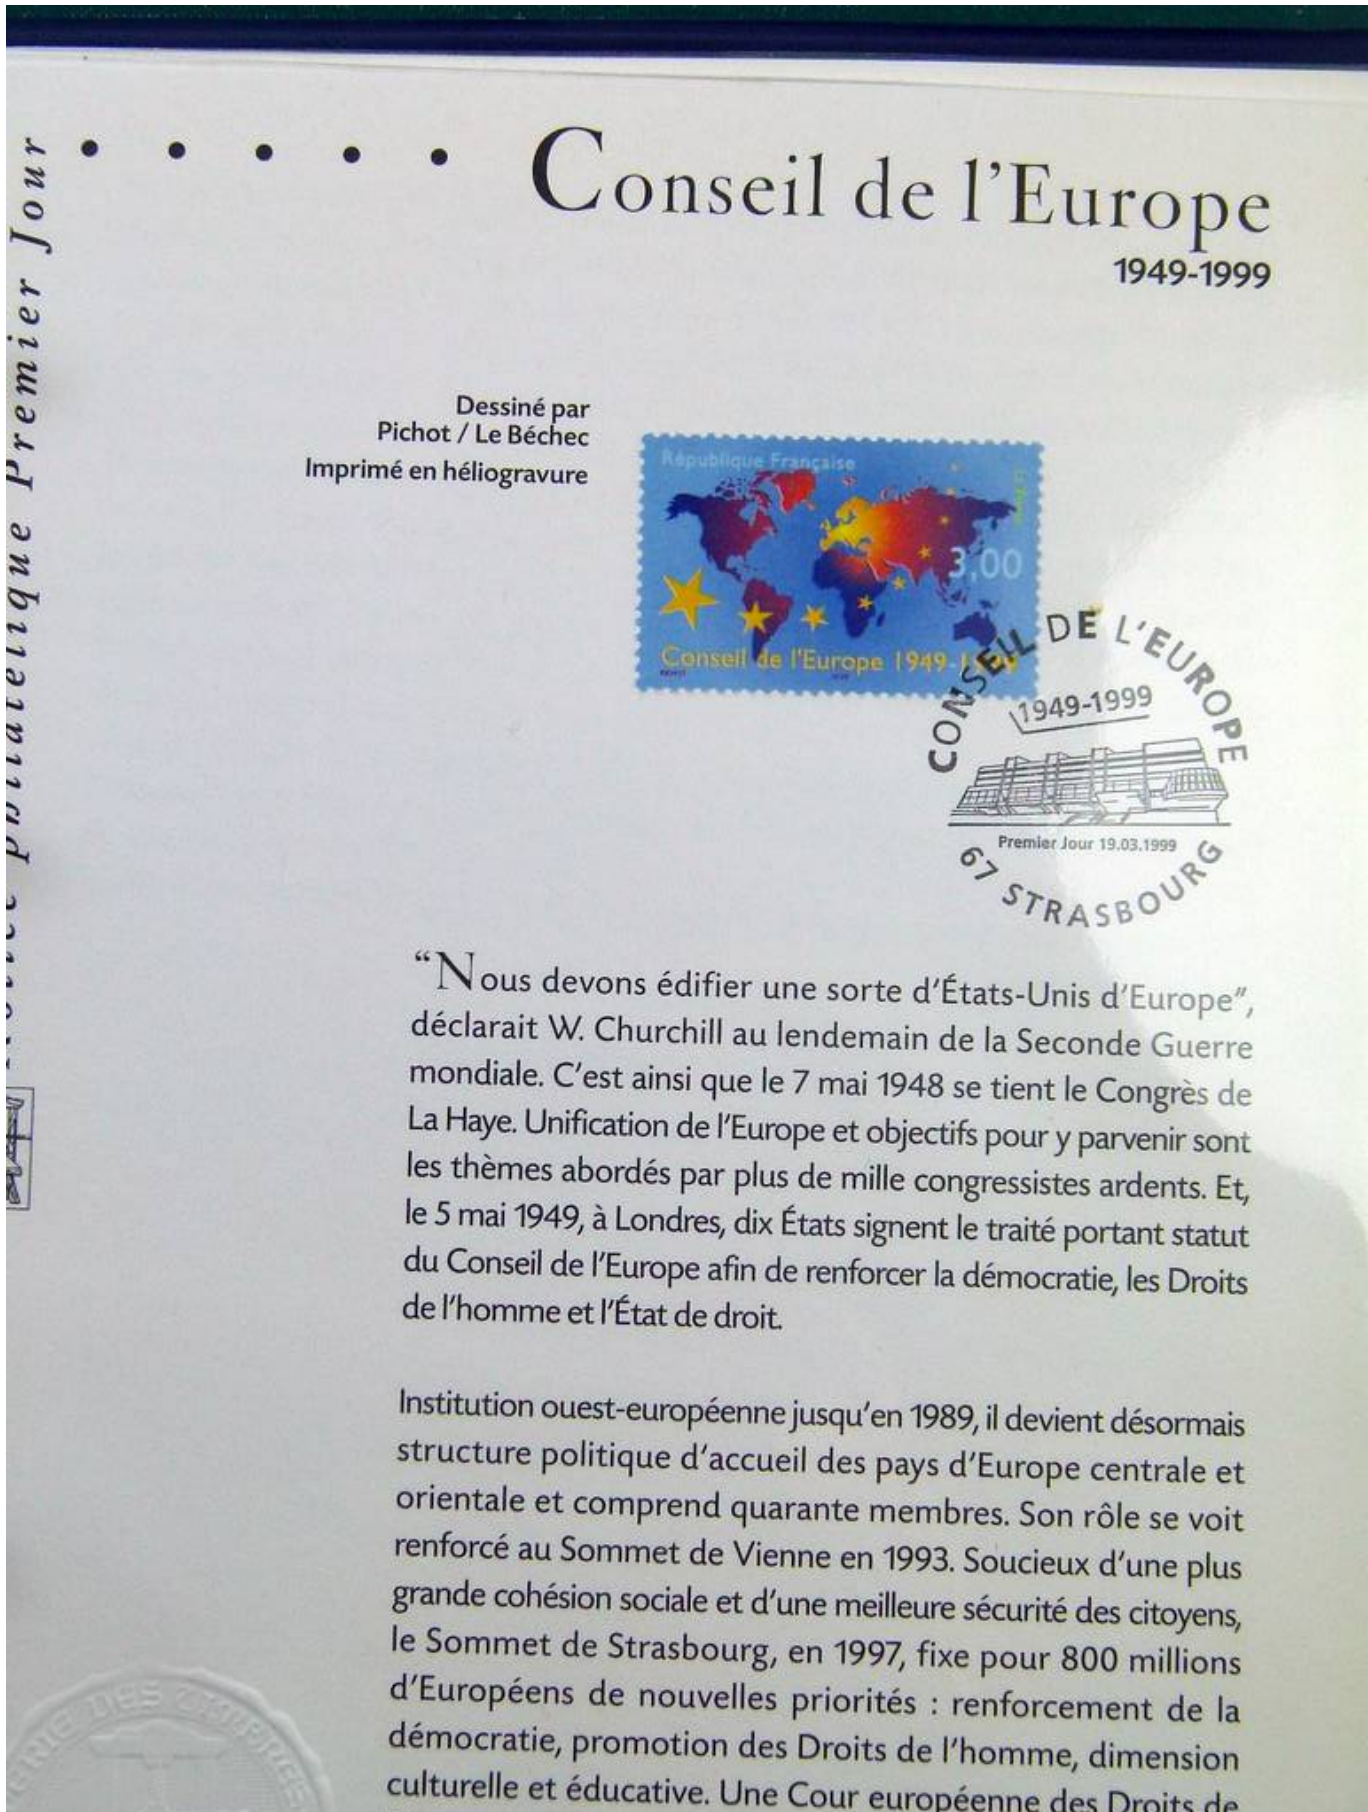 Conseil de l'Europe
1949-1999
Premier Jour
philatélique
Dessiné par
Pichot / Le Béchec
Imprimé en héliogravure
République Française
3,00
Conseil de l'Europe 1949-1999
CONSEIL DE L'EUROPE
1949-1999
Premier Jour 19.03.1999
67 STRASBOURG
“Nous devons édifier une sorte d'États-Unis d'Europe”,
déclarait W. Churchill au lendemain de la Seconde Guerre
mondiale. C'est ainsi que le 7 mai 1948 se tient le Congrès de
La Haye. Unification de l'Europe et objectifs pour y parvenir sont
les thèmes abordés par plus de mille congressistes ardents. Et,
le 5 mai 1949, à Londres, dix États signent le traité portant statut
du Conseil de l'Europe afin de renforcer la démocratie, les Droits
de l'homme et l'État de droit.
Institution ouest-européenne jusqu'en 1989, il devient désormais
structure politique d'accueil des pays d'Europe centrale et
orientale et comprend quarante membres. Son rôle se voit
renforcé au Sommet de Vienne en 1993. Soucieux d'une plus
grande cohésion sociale et d'une meilleure sécurité des citoyens,
le Sommet de Strasbourg, en 1997, fixe pour 800 millions
d'Européens de nouvelles priorités : renforcement de la
démocratie, promotion des Droits de l'homme, dimension
culturelle et éducative. Une Cour européenne des Droits de
DES TIMBRES